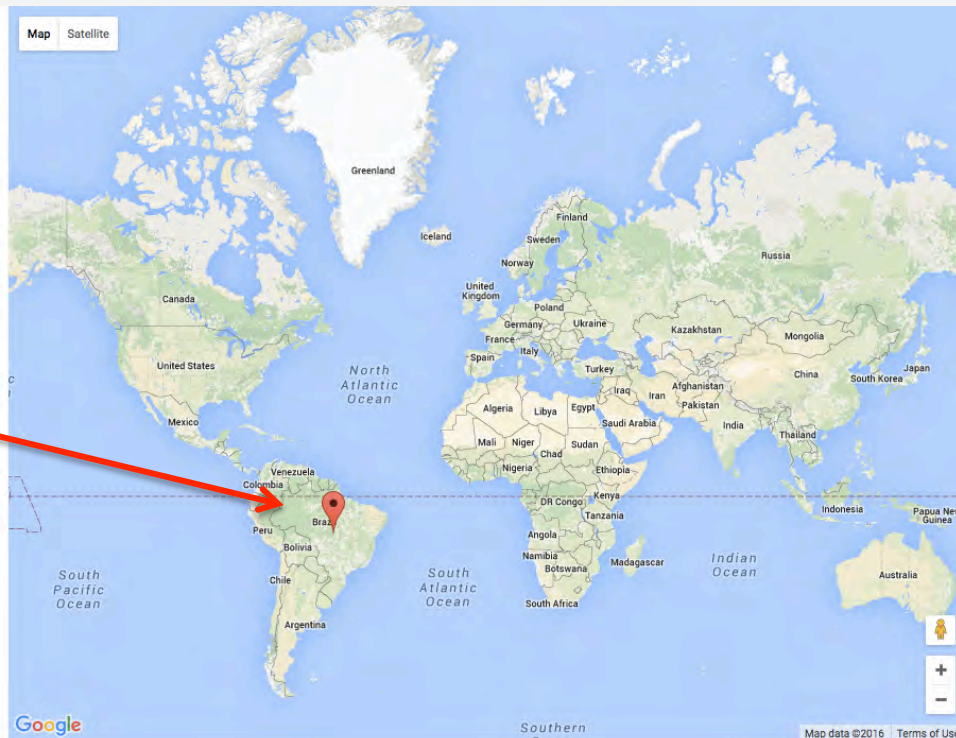 Map Satellite
Greenland
Iceland
Finland
Sweden
Norway
Russia
United
Kingdom
Canada
Poland
Germany
Ukraine
Kazakhstan
Mongolia
France
Italy
Spain
Turkey
United States
North
Atlantic
Ocean
China
South Korea
Japan
Iraq
Iran
Afghanistan
Pakistan
Algeria
Libya
Egypt
Saudi Arabia
India
Mexico
Mali
Niger
Chad
Sudan
Thailand
Nigeria
Ethiopia
Venezuela
Colombia
DR Congo
Kenya
Indonesia
Papua New
Guinea
Tanzania
Peru
Brazil
Bolivia
Angola
Namibia
Botswana
Madagascar
Indian
Ocean
Australia
Chile
South
Pacific
Ocean
South
Atlantic
Ocean
South Africa
Argentina
Google
Southern
Map data ©2016 Terms of Use